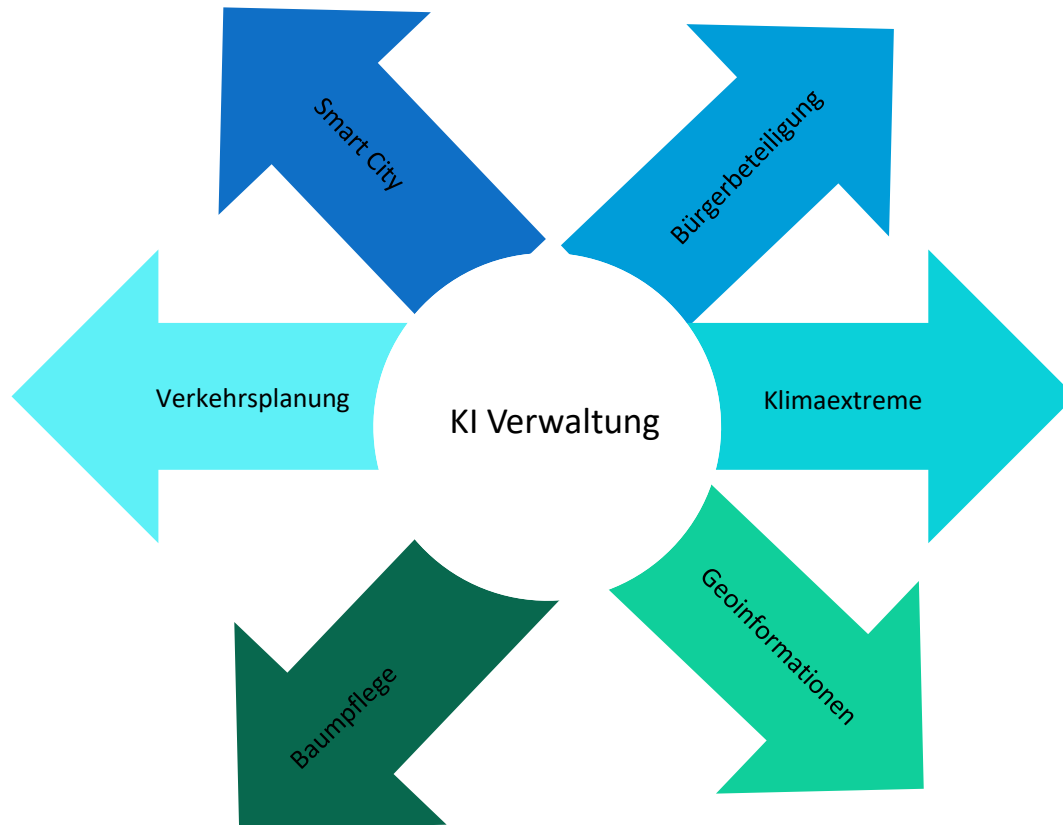 Smart City
Bürgerbeteiligung
Verkehrsplanung
KI Verwaltung
Klimaextreme
Baumpflege
Geoinformationen